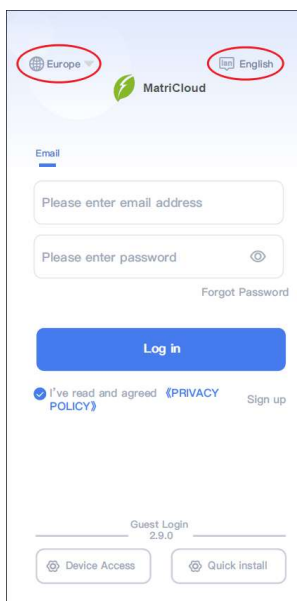 Europe
lan English
MatriCloud
Email
Please enter email address
Please enter password
Forgot Password
Log in
I've read and agreed 《PRIVACY
POLICY》
Sign up
Guest Login
2.9.0
Device Access
Quick install